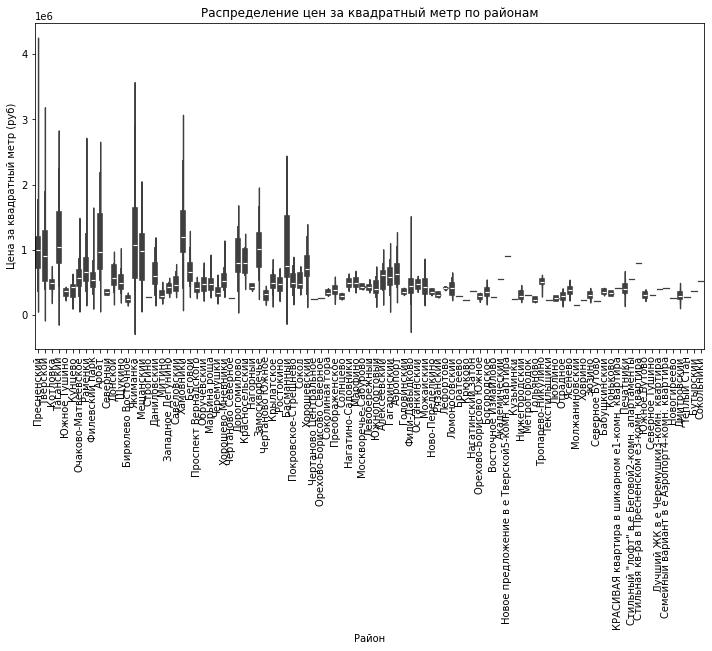 Распределение цен за квадратный метр по районам
Цена за квадратный метр (руб)
1e6
0
1
2
3
4
Район
Пресненский
Тверской
Котловка
Таганский
Южное Тушино
Кунцево
Очаково-Матвеевское
Раменки
Филевский парк
Арбат
Северный
Донской
Щукино
Бирюлево Восточное
Якиманка
Мещанский
Строгино
Даниловский
Митино
Западное Дегунино
Савеловский
Хамовники
Беговой
Проспект Вернадского
Обручевский
Марьина роща
Черемушки
Хорошево-Мневники
Чертаново Северное
Дорогомилово
Красносельский
Нагорный
Замоскворечье
Чертаново Южное
Крылатское
Ростокино
Басманный
Покровское-Стрешнево
Сокол
Хорошевский
Чертаново Центральное
Орехово-Борисово Северное
Соколиная гора
Преображенское
Солнцево
Нагатино-Садовники
Марфино
Москворечье-Сабурово
Левобережный
Южнопортовый
Алексеевский
Гагаринский
Аэропорт
Головинский
Фили-Давыдково
Останкинский
Можайский
Ново-Переделкино
Рязанский
Лефортово
Ломоносовский
Братеево
Крюково
Нагатинский затон
Орехово-Борисово Южное
Богородское
Восточное Измайлово
Академический
Новое предложение в е Тверской5-комн. квартира
Кузьминки
Нижегородский
Метрогородок
Гольяново
Тропарево-Никулино
Текстильщики
Люблино
Отрадное
Ясенево
Молжаниновский
Ховрино
Зюзино
Северное Бутово
Бабушкинский
Коньково
КРАСИВАЯ квартира в шикарном е1-комн. квартира
Печатники
Стильный "лофт" в е Беговой2-комн. апартаменты
Стильная кв-ра в Пресненском е3-комн. квартира
Южное Бутово
Северное Тушино
Лучший ЖК в е Черемушки3-комн. квартира
Семейный вариант в е Аэропорт4-комн. квартира
Новогиреево
Дмитровский
Теплый Стан
Бутырский
Сокольники